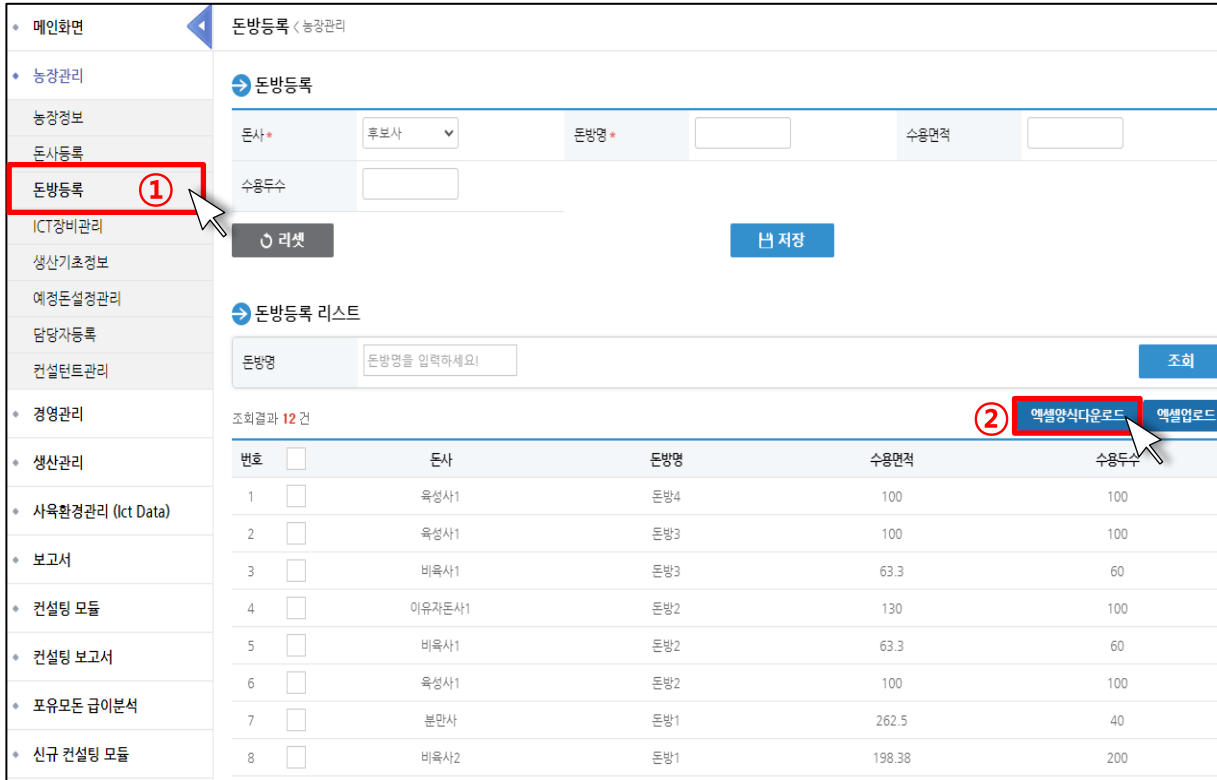 메인화면
농장관리
농장정보
돈사등록
돈방등록 ①
ICT장비관리
생산기초정보
예정돈설정관리
담당자등록
컨설턴트관리
경영관리
생산관리
사육환경관리 (Ict Data)
보고서
컨설팅 모듈
컨설팅 보고서
포유모돈 급이분석
신규 컨설팅 모듈
돈방등록 < 농장관리
돈방등록
돈사* 후보사 돈방명* 수용면적
수용두수
리셋 저장
돈방등록 리스트
돈방명 돈방명을 입력하세요! 조회
조회결과 12 건 ② 엑셀양식다운로드 엑셀업로드
번호 돈사 돈방명 수용면적 수용두수
1 육성사1 돈방4 100 100
2 육성사1 돈방3 100 100
3 비육사1 돈방3 63.3 60
4 이유자돈사1 돈방2 130 100
5 비육사1 돈방2 63.3 60
6 육성사1 돈방2 100 100
7 분만사 돈방1 262.5 40
8 비육사2 돈방1 198.38 200